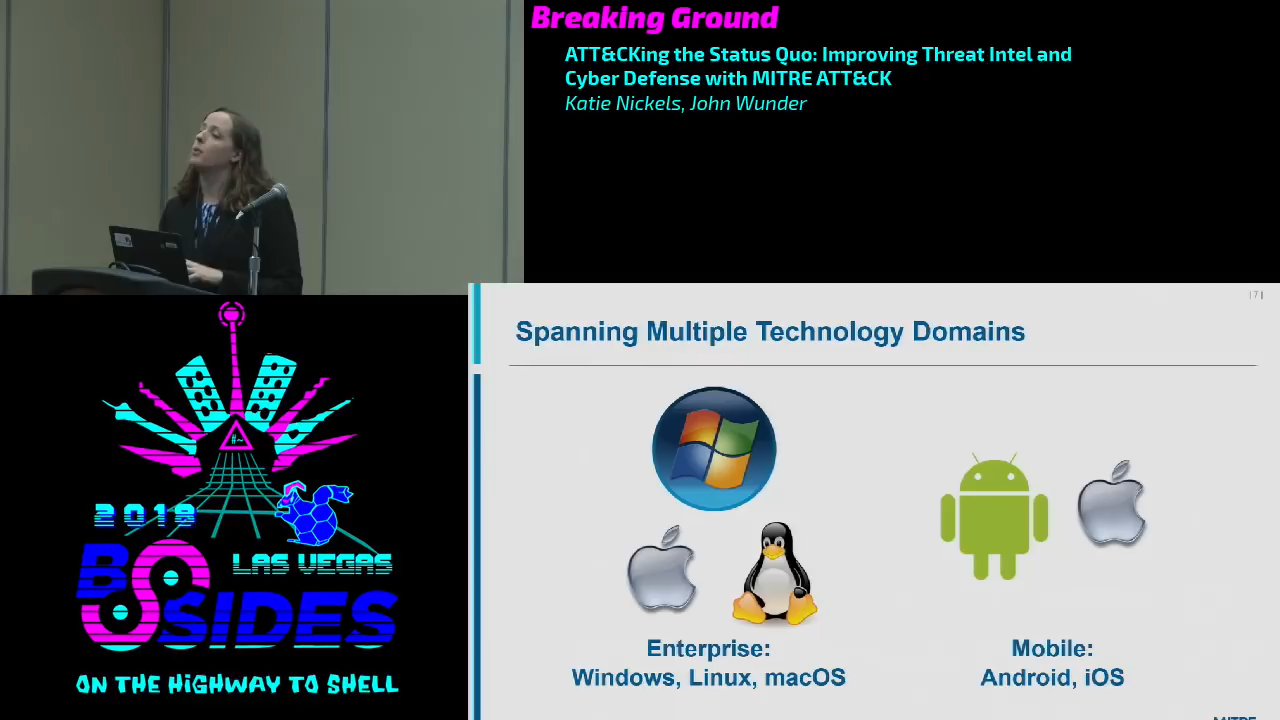 Breaking Ground
ATT&CKing the Status Quo: Improving Threat Intel and
Cyber Defense with MITRE ATT&CK
Katie Nickels, John Wunder
| 7 |
Spanning Multiple Technology Domains
Enterprise:
Windows, Linux, macOS
Mobile:
Android, iOS
MITRE
#~
2018
BSIDES
LAS VEGAS
ON THE HIGHWAY TO SHELL